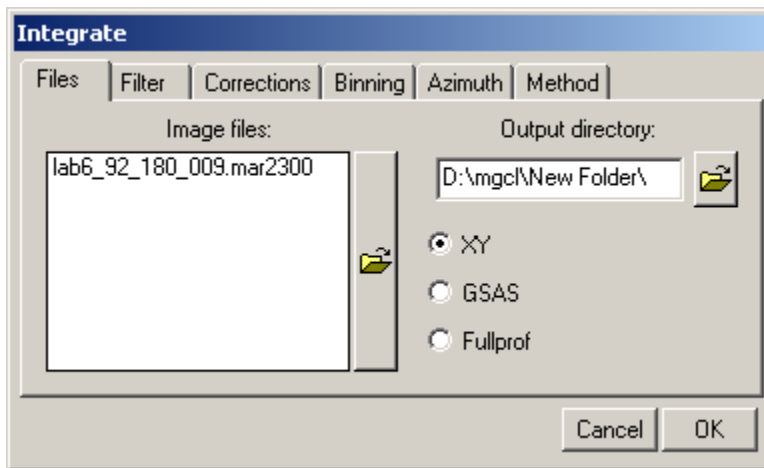 Integrate
Files Filter Corrections Binning Azimuth Method
Image files:
lab6_92_180_009.mar2300
Output directory:
D:\mgcl\New Folder\
XY
GSAS
Fullprof
Cancel OK